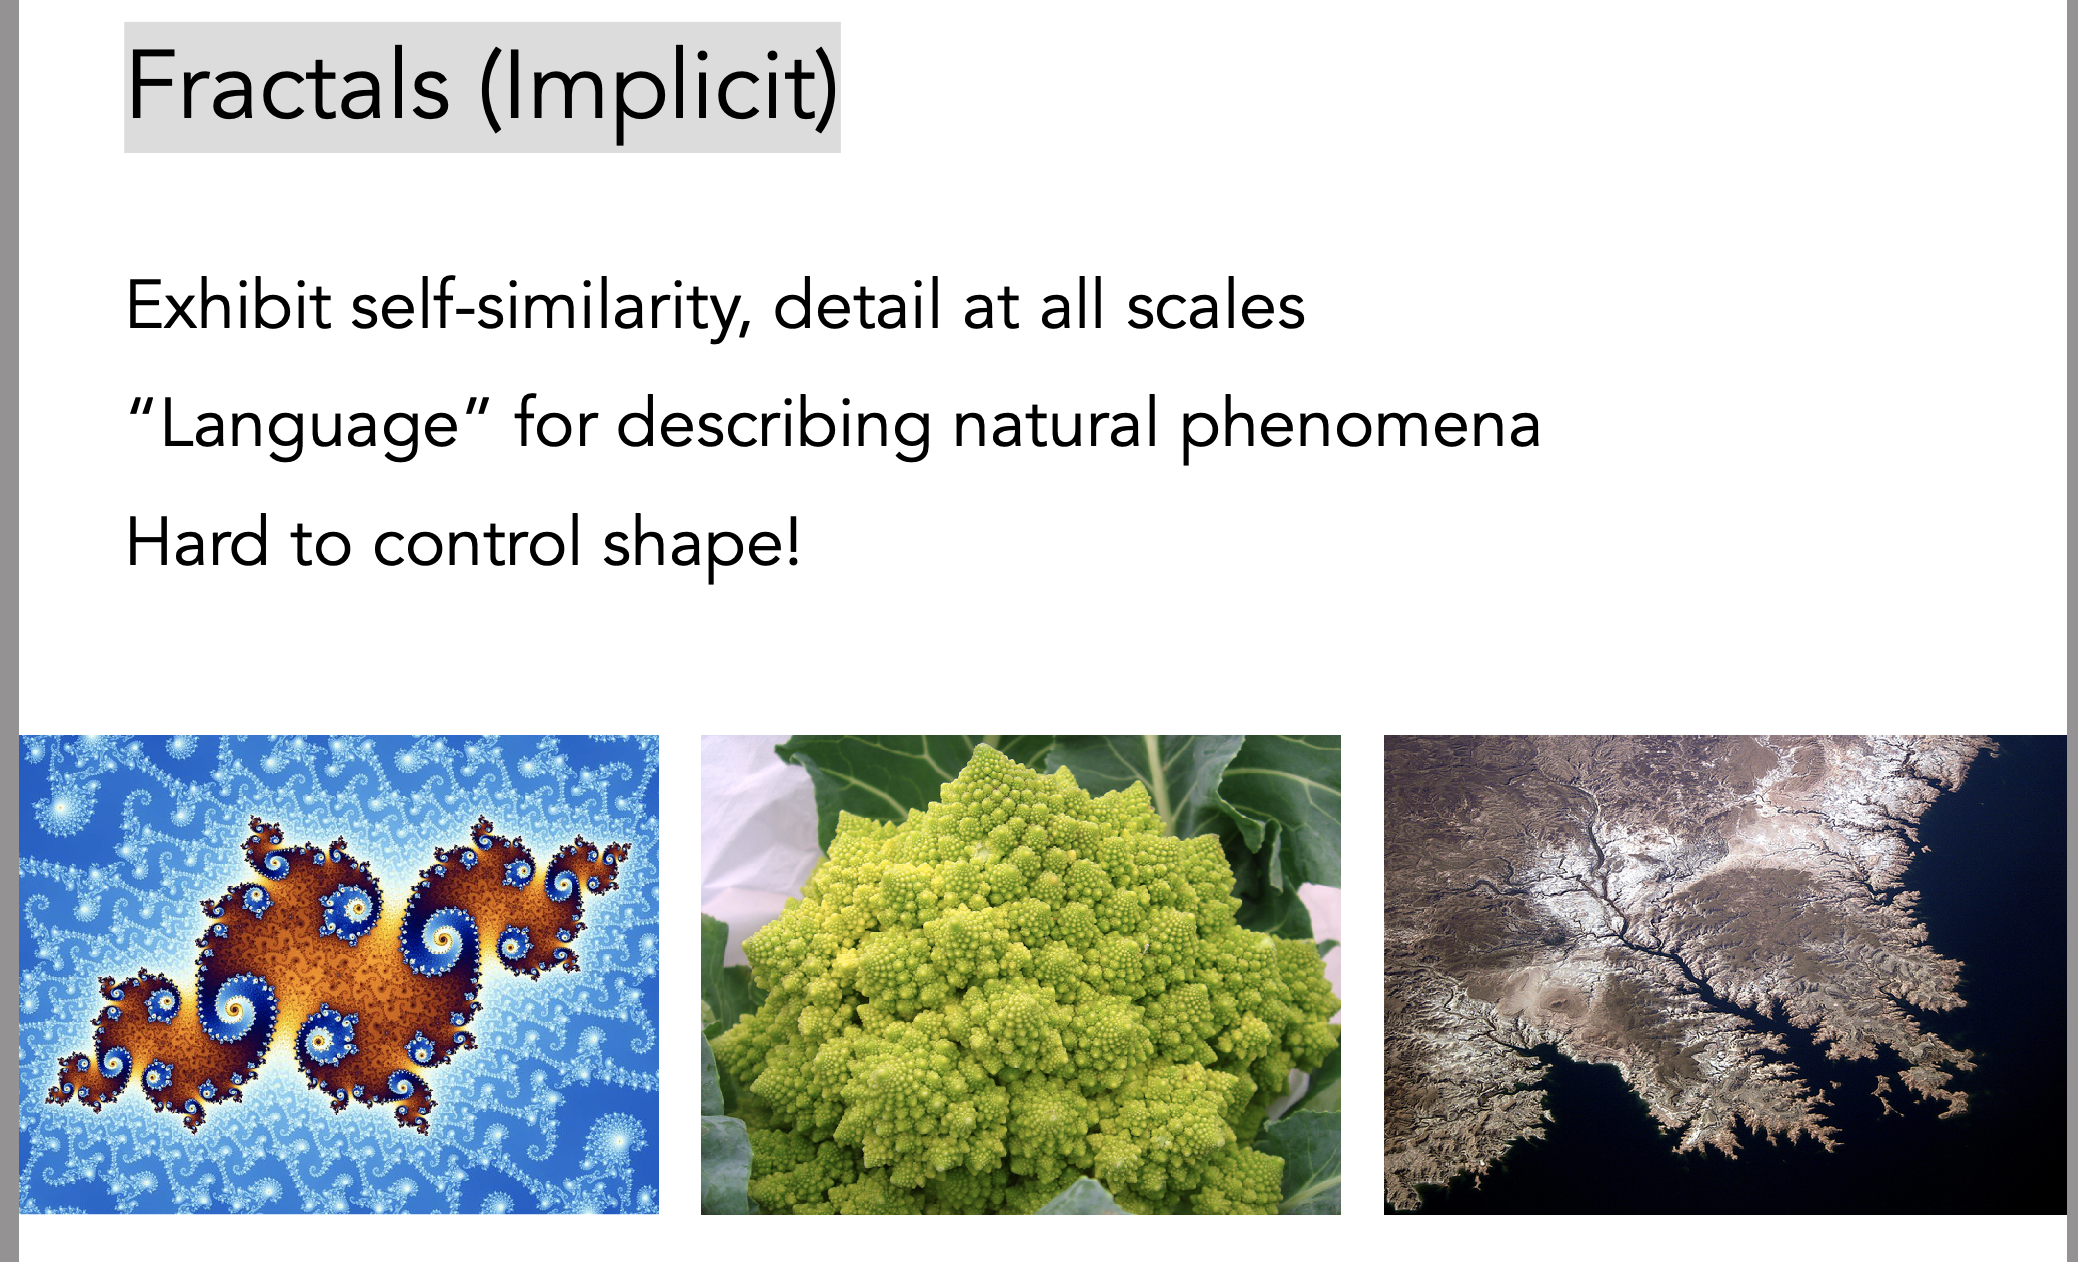 Fractals (Implicit)
Exhibit self-similarity, detail at all scales
“Language” for describing natural phenomena
Hard to control shape!